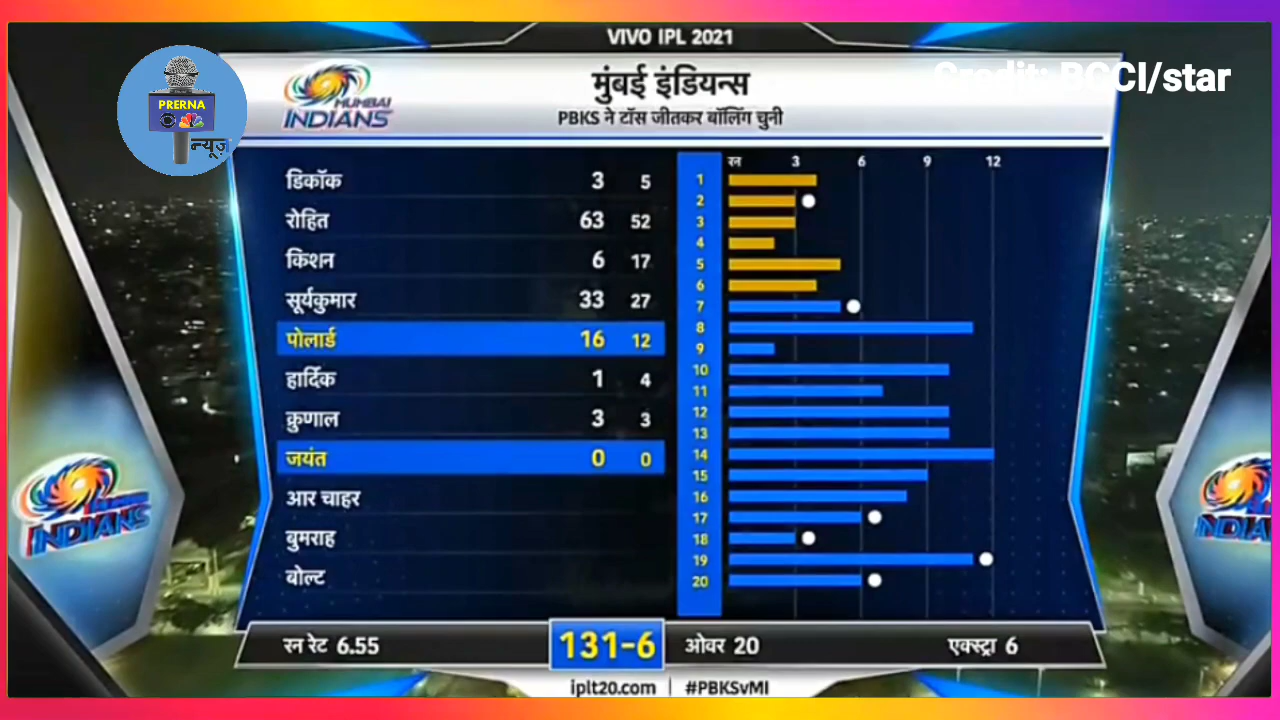 VIVO IPL 2021
Credit: BCCI/star
PRERNA
न्यूज़
MUMBAI
INDIANS
मुंबई इंडियन्स
PBKS ने टॉस जीतकर बॉलिंग चुनी
डिकॉक 3 5
रोहित 63 52
किशन 6 17
सूर्यकुमार 33 27
पोलार्ड 16 12
हार्दिक 1 4
क्रुणाल 3 3
जयंत 0 0
आर चाहर
बुमराह
बोल्ट
रन 3 6 9 12
1
2
3
4
5
6
7
8
9
10
11
12
13
14
15
16
17
18
19
20
INDIANS
INDIA
रन रेट 6.55 131-6 ओवर 20 एक्स्ट्रा 6
iplt20.com | #PBKSvMI